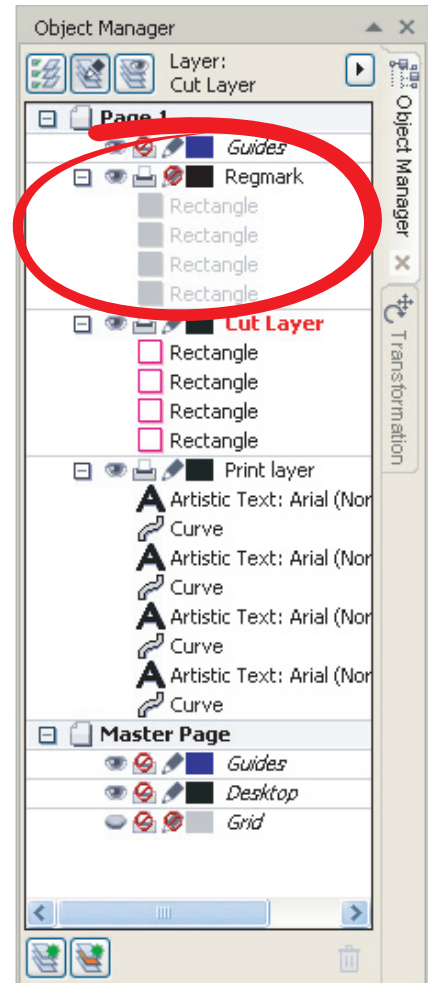 Object Manager
Layer:
Cut Layer
Page 1
Guides
Regmark
Rectangle
Rectangle
Rectangle
Rectangle
Cut Layer
Rectangle
Rectangle
Rectangle
Rectangle
Print layer
Artistic Text: Arial (Nor
Curve
Artistic Text: Arial (Nor
Curve
Artistic Text: Arial (Nor
Curve
Artistic Text: Arial (Nor
Curve
Master Page
Guides
Desktop
Grid
Object Manager
Transformation